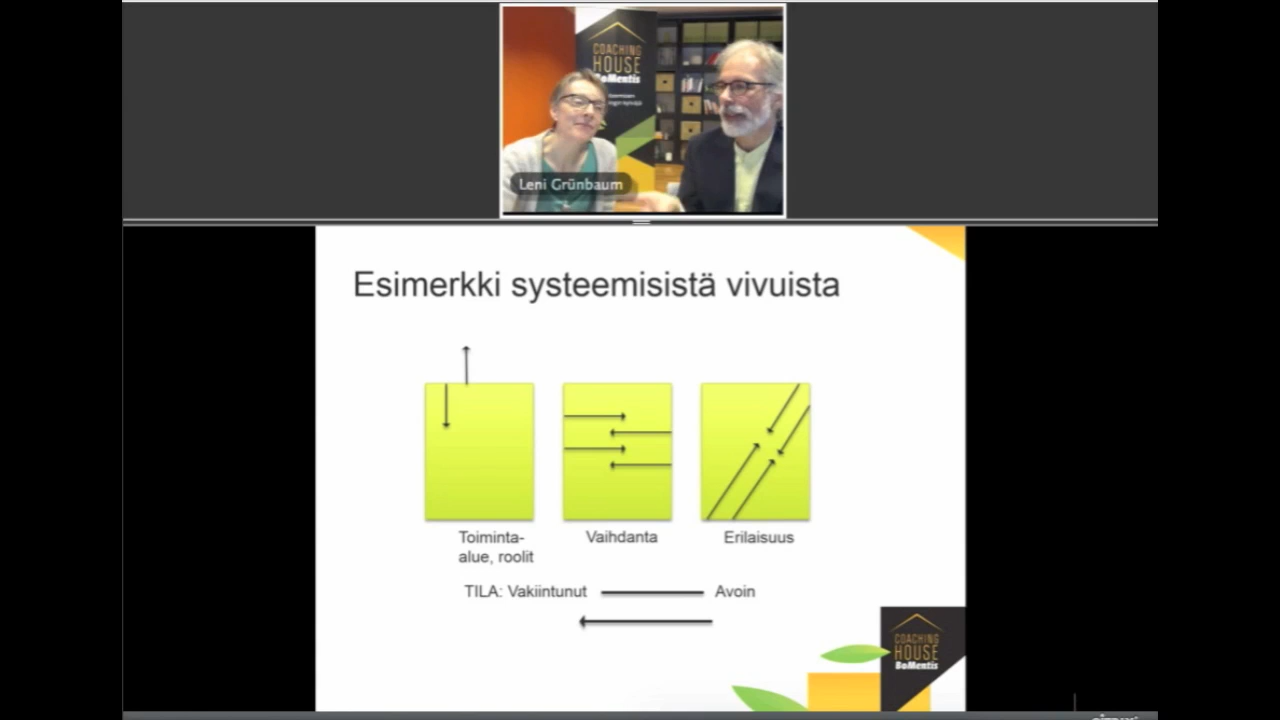 COACHING
HOUSE
BoMentis
Leni Grünbaum
Esimerkki systeemisistä vivuista
Toiminta-
alue, roolit
Vaihdanta
Erilaisuus
TILA: Vakiintunut
Avoin
COACHING
HOUSE
BoMentis